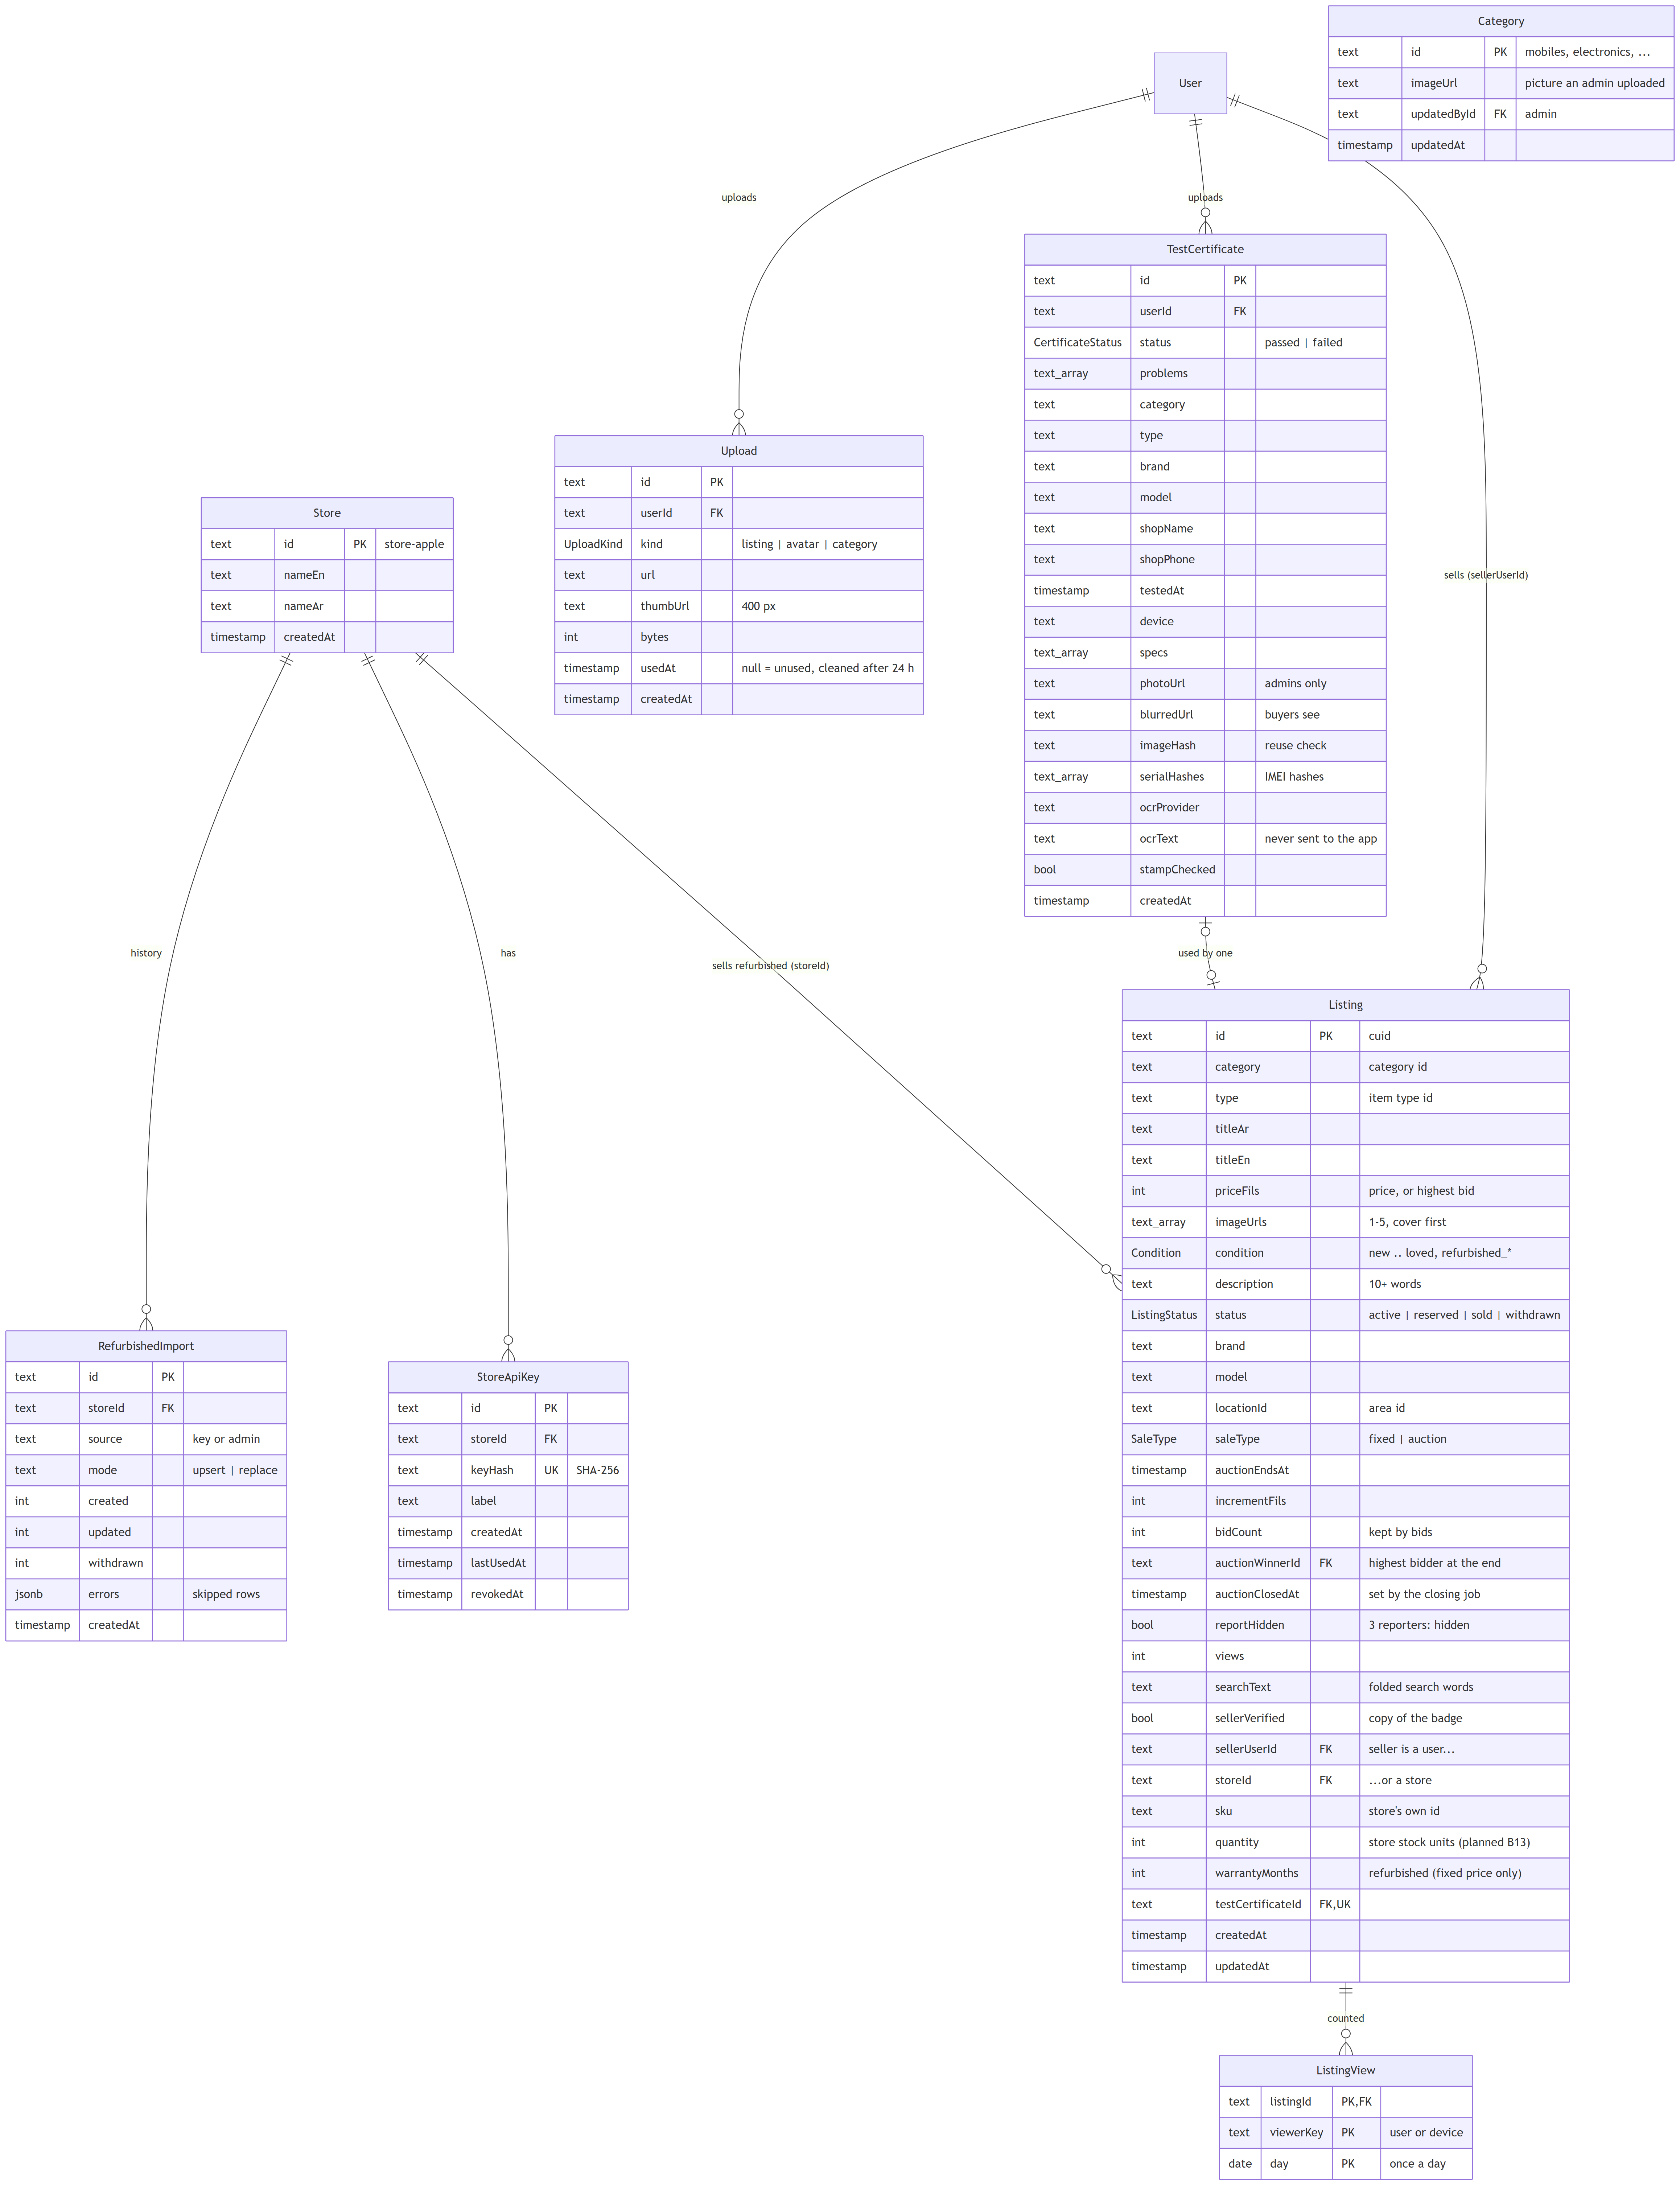 Category
text id PK mobiles, electronics, ...
text imageUrl picture an admin uploaded
text updatedById FK admin
timestamp updatedAt
User
uploads
uploads
sells (sellerUserId)
TestCertificate
text id PK
text userId FK
CertificateStatus status passed | failed
text_array problems
text category
text type
text brand
text model
text shopName
text shopPhone
timestamp testedAt
text device
text_array specs
text photoUrl admins only
text blurredUrl buyers see
text imageHash reuse check
text_array serialHashes IMEI hashes
text ocrProvider
text ocrText never sent to the app
bool stampChecked
timestamp createdAt
Upload
text id PK
text userId FK
UploadKind kind listing | avatar | category
text url
text thumbUrl 400 px
int bytes
timestamp usedAt null = unused, cleaned after 24 h
timestamp createdAt
Store
text id PK store-apple
text nameEn
text nameAr
timestamp createdAt
history
has
sells refurbished (storeId)
used by one
Listing
text id PK cuid
text category category id
text type item type id
text titleAr
text titleEn
int priceFils price, or highest bid
text_array imageUrls 1-5, cover first
Condition condition new .. loved, refurbished_*
text description 10+ words
ListingStatus status active | reserved | sold | withdrawn
text brand
text model
text locationId area id
SaleType saleType fixed | auction
timestamp auctionEndsAt
int incrementFils
int bidCount kept by bids
text auctionWinnerId FK highest bidder at the end
timestamp auctionClosedAt set by the closing job
bool reportHidden 3 reporters: hidden
int views
text searchText folded search words
bool sellerVerified copy of the badge
text sellerUserId FK seller is a user...
text storeId FK ...or a store
text sku store's own id
int quantity store stock units (planned B13)
int warrantyMonths refurbished (fixed price only)
text testCertificateId FK,UK
timestamp createdAt
timestamp updatedAt
RefurbishedImport
text id PK
text storeId FK
text source key or admin
text mode upsert | replace
int created
int updated
int withdrawn
jsonb errors skipped rows
timestamp createdAt
StoreApiKey
text id PK
text storeId FK
text keyHash UK SHA-256
text label
timestamp createdAt
timestamp lastUsedAt
timestamp revokedAt
counted
ListingView
text listingId PK,FK
text viewerKey PK user or device
date day PK once a day